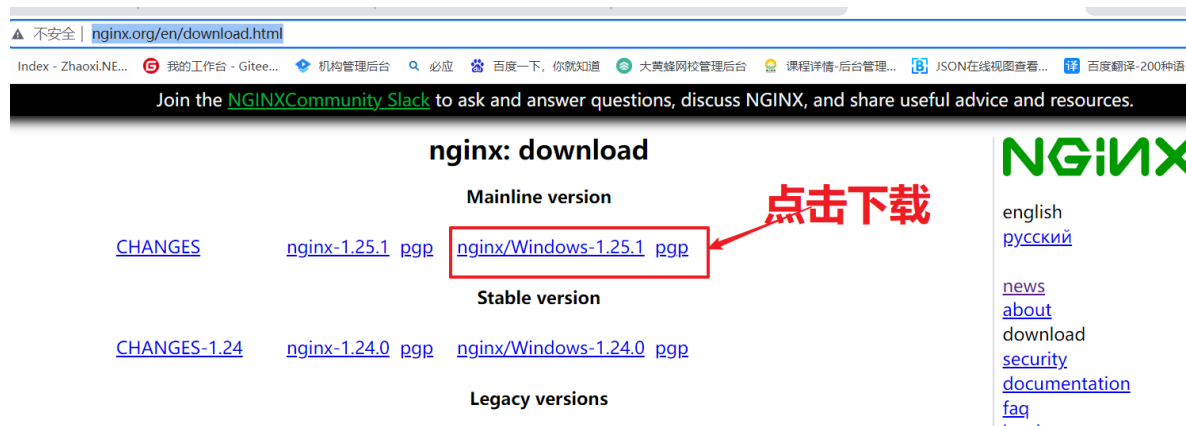 不安全 nginx.org/en/download.html
Index - Zhaoxi.NE... 我的工作台 - Gitee... 机构管理后台 必应 百度一下，你就知道 大黄蜂网校管理后台 课程详情-后台管理... JSON在线视图查看... 百度翻译-200种语
Join the NGINXCommunity Slack to ask and answer questions, discuss NGINX, and share useful advice and resources.
nginx: download
Mainline version
点击下载
CHANGES nginx-1.25.1 pgp nginx/Windows-1.25.1 pgp
Stable version
CHANGES-1.24 nginx-1.24.0 pgp nginx/Windows-1.24.0 pgp
Legacy versions
NGINX
english
русский
news
about
download
security
documentation
faq